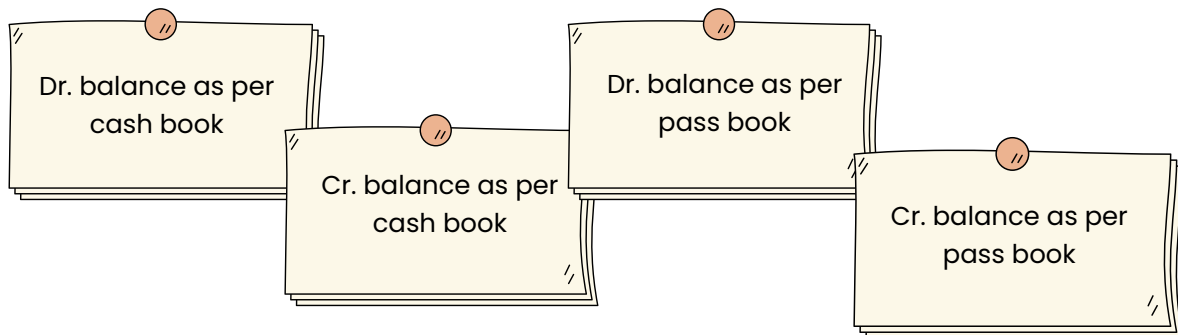 Dr. balance as per
cash book
Cr. balance as per
cash book
Dr. balance as per
pass book
Cr. balance as per
pass book